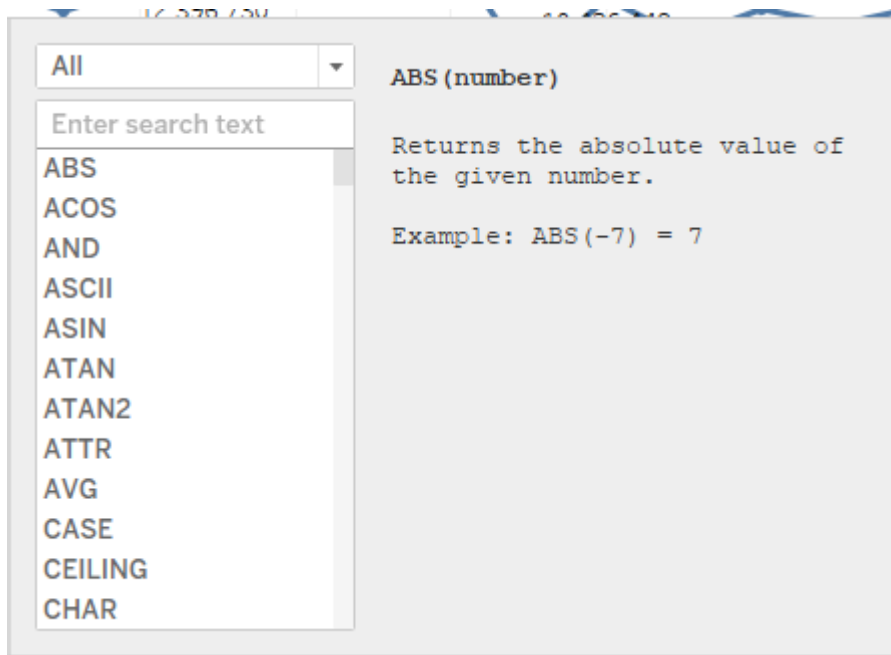 All
Enter search text
ABS
ACOS
AND
ASCII
ASIN
ATAN
ATAN2
ATTR
AVG
CASE
CEILING
CHAR
ABS(number)
Returns the absolute value of
the given number.
Example: ABS(-7) = 7